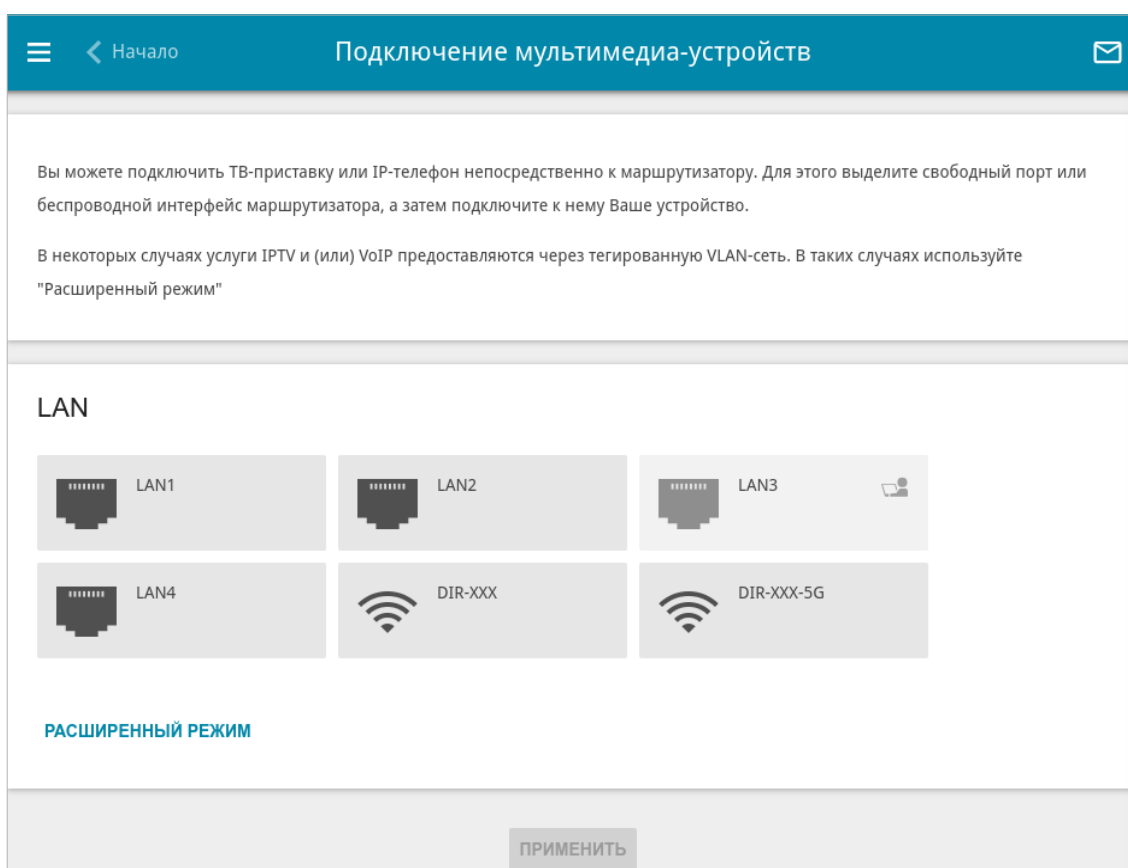 Начало
Подключение мультимедиа-устройств
Вы можете подключить ТВ-приставку или IP-телефон непосредственно к маршрутизатору. Для этого выделите свободный порт или
беспроводной интерфейс маршрутизатора, а затем подключите к нему Ваше устройство.
В некоторых случаях услуги IPTV и (или) VoIP предоставляются через тегированную VLAN-сеть. В таких случаях используйте
"Расширенный режим"
LAN
LAN1
LAN2
LAN3
LAN4
DIR-XXX
DIR-XXX-5G
РАСШИРЕННЫЙ РЕЖИМ
ПРИМЕНИТЬ